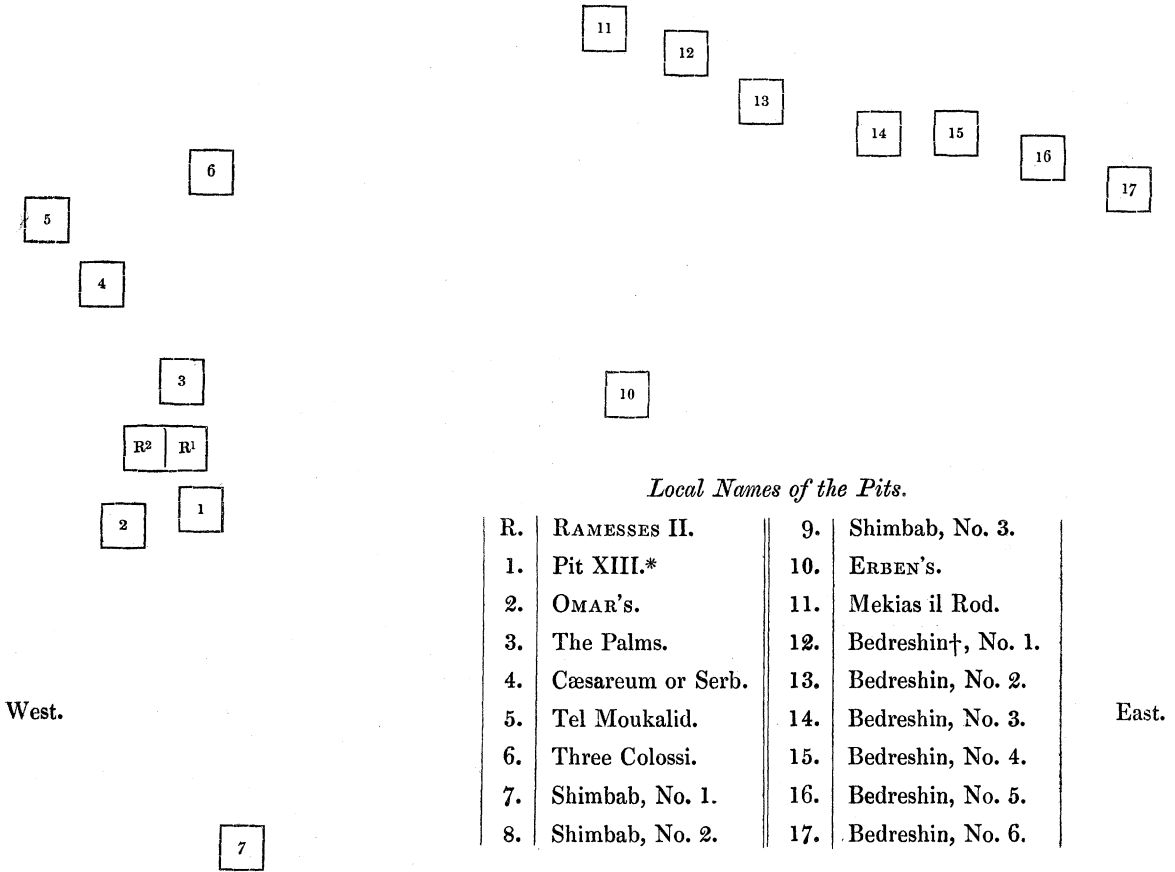 11
12
13
14
15
16
17
6
5
4
3
10
R² R¹
1
2
Local Names of the Pits.
R. RAMESSES II. 9. Shimbab, No. 3.
1. Pit XIII.* 10. ERBEN's.
2. OMAR's. 11. Mekias il Rod.
3. The Palms. 12. Bedreshin†, No. 1.
4. Cæsareum or Serb. 13. Bedreshin, No. 2.
West. 5. Tel Moukalid. 14. Bedreshin, No. 3. East.
6. Three Colossi. 15. Bedreshin, No. 4.
7. Shimbab, No. 1. 16. Bedreshin, No. 5.
8. Shimbab, No. 2. 17. Bedreshin, No. 6.
7